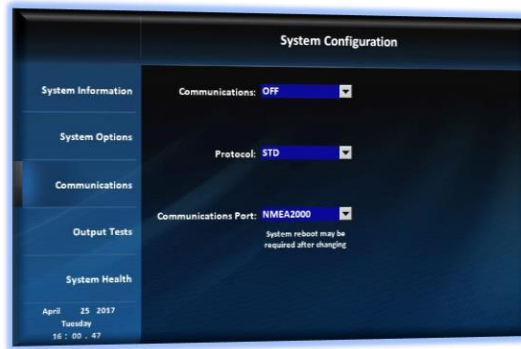 System Configuration
System Information
Communications: OFF
System Options
Protocol: STD
Communications
Communications Port: NMEA2000
System reboot may be
required after changing
Output Tests
System Health
April 25 2017
Tuesday
16 : 00 . 47